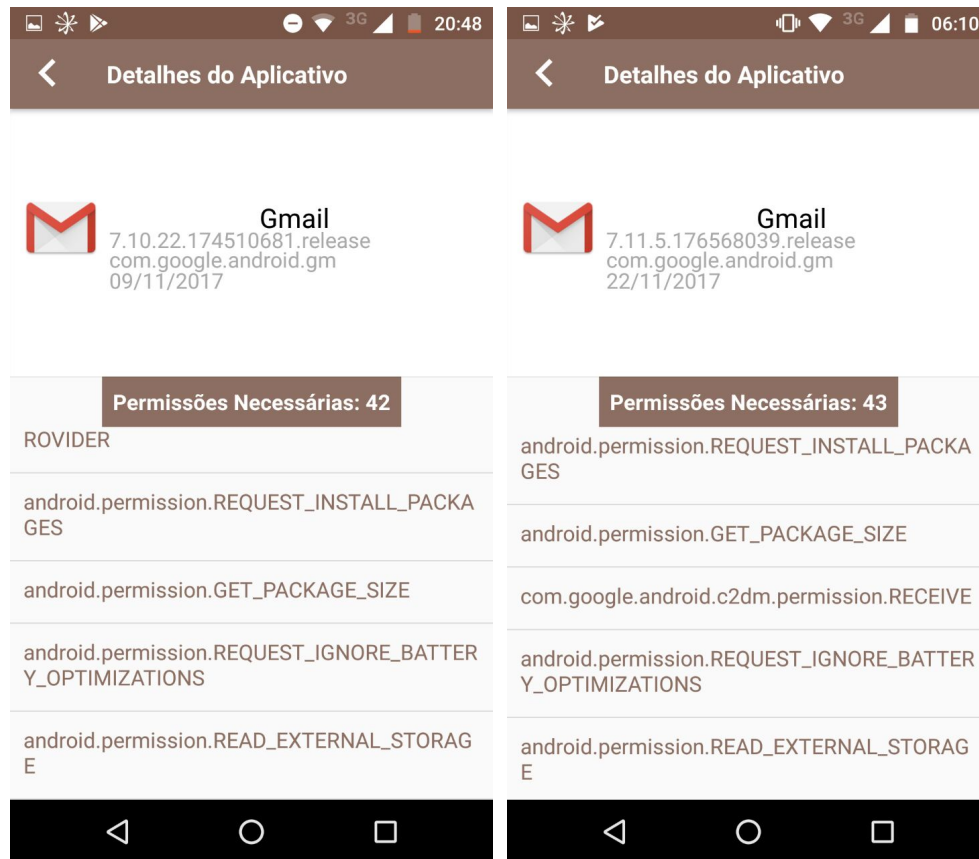 3G 20:48
Detalhes do Aplicativo
Gmail
7.10.22.174510681.release
com.google.android.gm
09/11/2017
Permissões Necessárias: 42
ROVIDER
android.permission.REQUEST_INSTALL_PACKA
GES
android.permission.GET_PACKAGE_SIZE
android.permission.REQUEST_IGNORE_BATTER
Y_OPTIMIZATIONS
android.permission.READ_EXTERNAL_STORAG
E
3G 06:10
Detalhes do Aplicativo
Gmail
7.11.5.176568039.release
com.google.android.gm
22/11/2017
Permissões Necessárias: 43
android.permission.REQUEST_INSTALL_PACKA
GES
android.permission.GET_PACKAGE_SIZE
com.google.android.c2dm.permission.RECEIVE
android.permission.REQUEST_IGNORE_BATTER
Y_OPTIMIZATIONS
android.permission.READ_EXTERNAL_STORAG
E